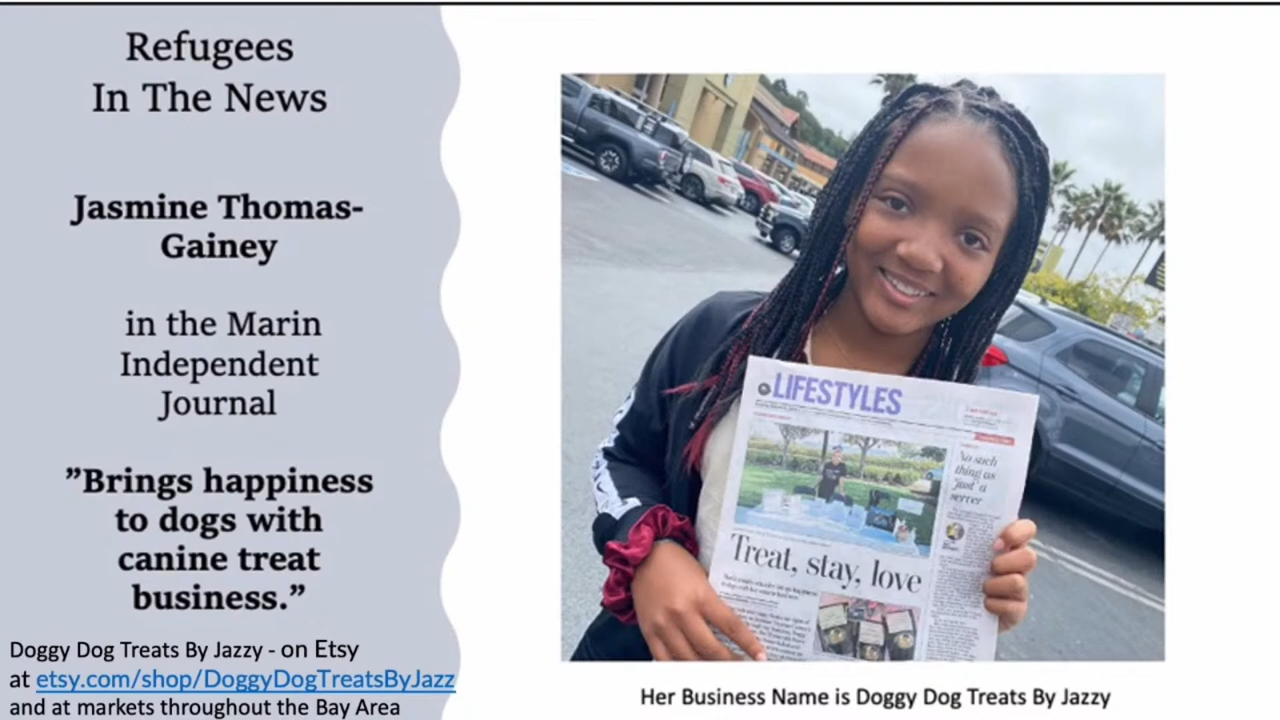 Refugees
In The News
Jasmine Thomas-
Gainey
in the Marin
Independent
Journal
”Brings happiness
to dogs with
canine treat
business.”
Doggy Dog Treats By Jazzy - on Etsy
at etsy.com/shop/DoggyDogTreatsByJazz
and at markets throughout the Bay Area
LIFESTYLES
No such
thing as
'just' a
server
Treat, stay, love
Her Business Name is Doggy Dog Treats By Jazzy